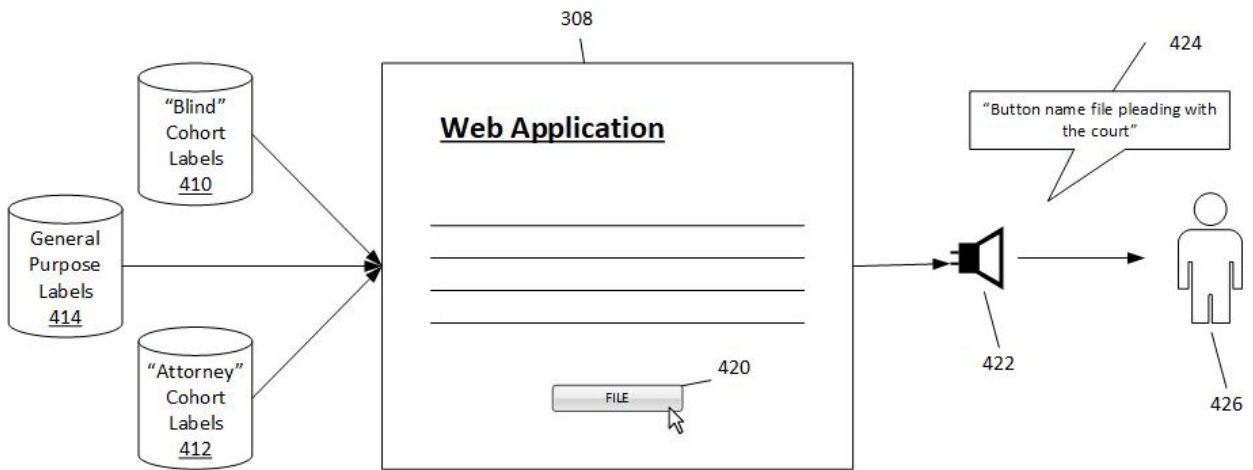 308
424
“Blind”
Cohort
Labels
410
“Button name file pleading with
the court”
Web Application
General
Purpose
Labels
414
422
“Attorney”
Cohort
Labels
412
420
FILE
426